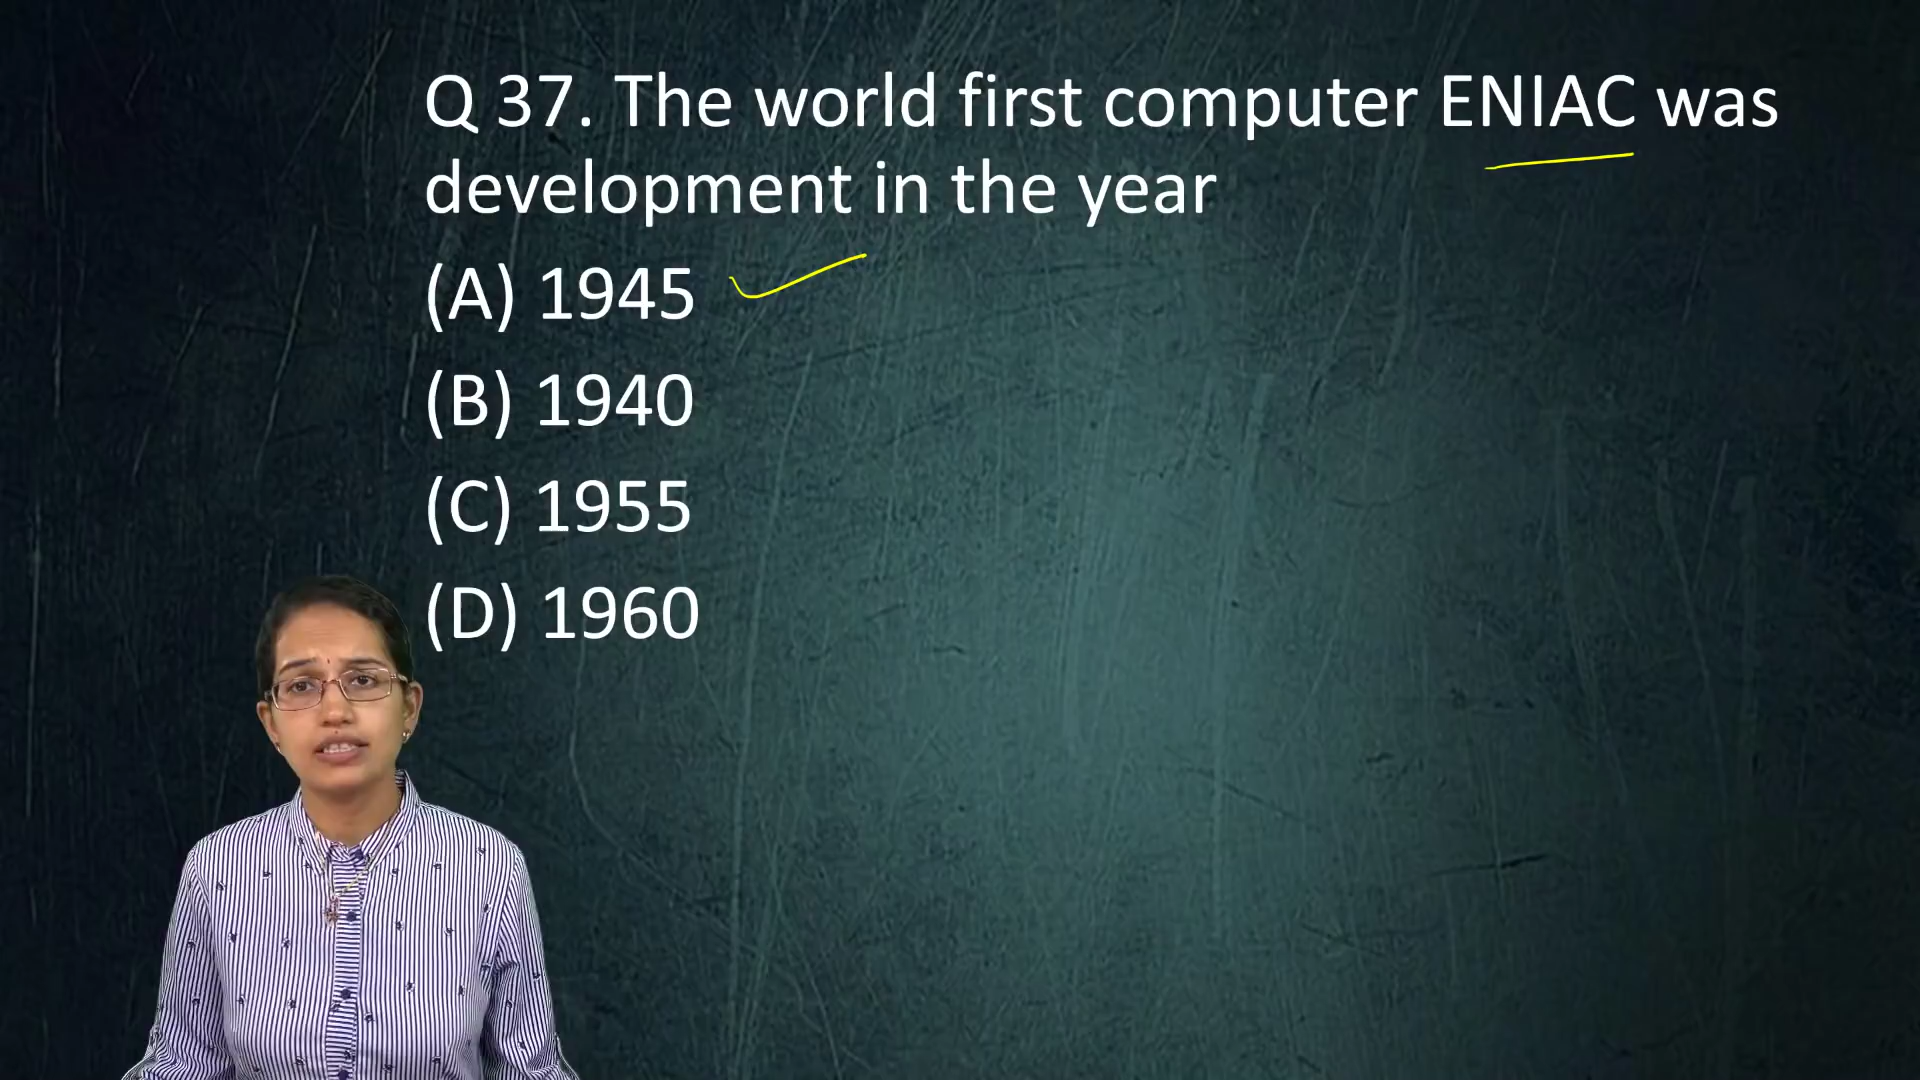 Q 37. The world first computer ENIAC was
development in the year
(A) 1945
(B) 1940
(C) 1955
(D) 1960